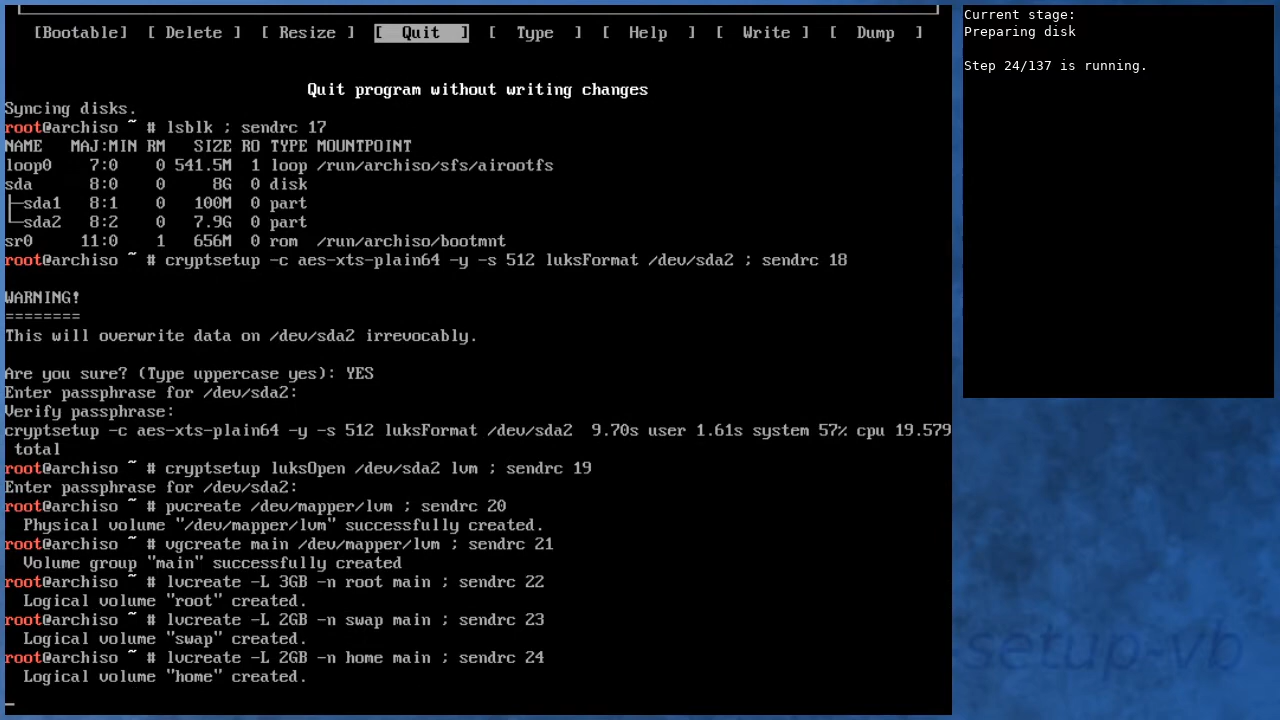 [Bootable] [ Delete ] [ Resize ] [ Quit ] [ Type ] [ Help ] [ Write ] [ Dump ]
Quit program without writing changes
Syncing disks.
root@archiso ~ # lsblk ; sendrc 17
NAME   MAJ:MIN RM   SIZE RO TYPE MOUNTPOINT
loop0    7:0    0 541.5M  1 loop /run/archiso/sfs/airootfs
sda      8:0    0     8G  0 disk
├─sda1   8:1    0   100M  0 part
└─sda2   8:2    0   7.9G  0 part
sr0     11:0    1   656M  0 rom  /run/archiso/bootmnt
root@archiso ~ # cryptsetup -c aes-xts-plain64 -y -s 512 luksFormat /dev/sda2 ; sendrc 18
WARNING!
========
This will overwrite data on /dev/sda2 irrevocably.
Are you sure? (Type uppercase yes): YES
Enter passphrase for /dev/sda2:
Verify passphrase:
cryptsetup -c aes-xts-plain64 -y -s 512 luksFormat /dev/sda2  9.70s user 1.61s system 57% cpu 19.579
 total
root@archiso ~ # cryptsetup luksOpen /dev/sda2 lvm ; sendrc 19
Enter passphrase for /dev/sda2:
root@archiso ~ # pvcreate /dev/mapper/lvm ; sendrc 20
  Physical volume "/dev/mapper/lvm" successfully created.
root@archiso ~ # vgcreate main /dev/mapper/lvm ; sendrc 21
  Volume group "main" successfully created
root@archiso ~ # lvcreate -L 3GB -n root main ; sendrc 22
  Logical volume "root" created.
root@archiso ~ # lvcreate -L 2GB -n swap main ; sendrc 23
  Logical volume "swap" created.
root@archiso ~ # lvcreate -L 2GB -n home main ; sendrc 24
  Logical volume "home" created.
Current stage:
Preparing disk
Step 24/137 is running.
setup-vb